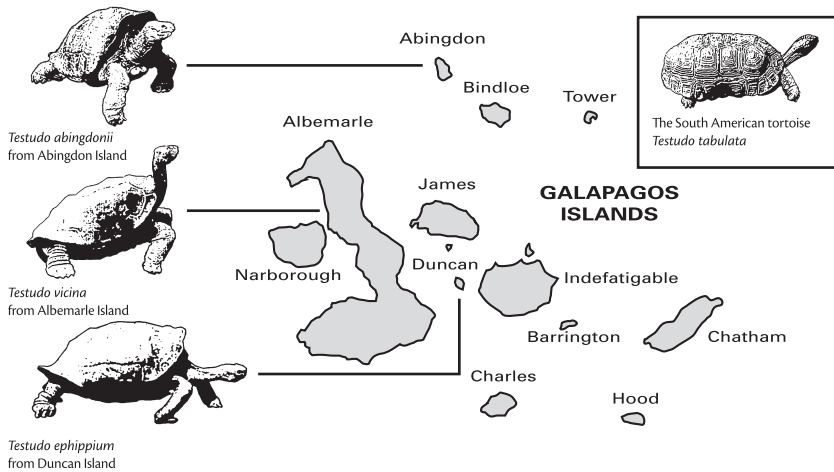 Abingdon
Bindloe
Tower
The South American tortoise
Testudo tabulata
Testudo abingdonii
from Abingdon Island
Albemarle
James
GALAPAGOS
ISLANDS
Narborough
Duncan
Indefatigable
Testudo vicina
from Albemarle Island
Barrington
Chatham
Charles
Hood
Testudo ephippium
from Duncan Island